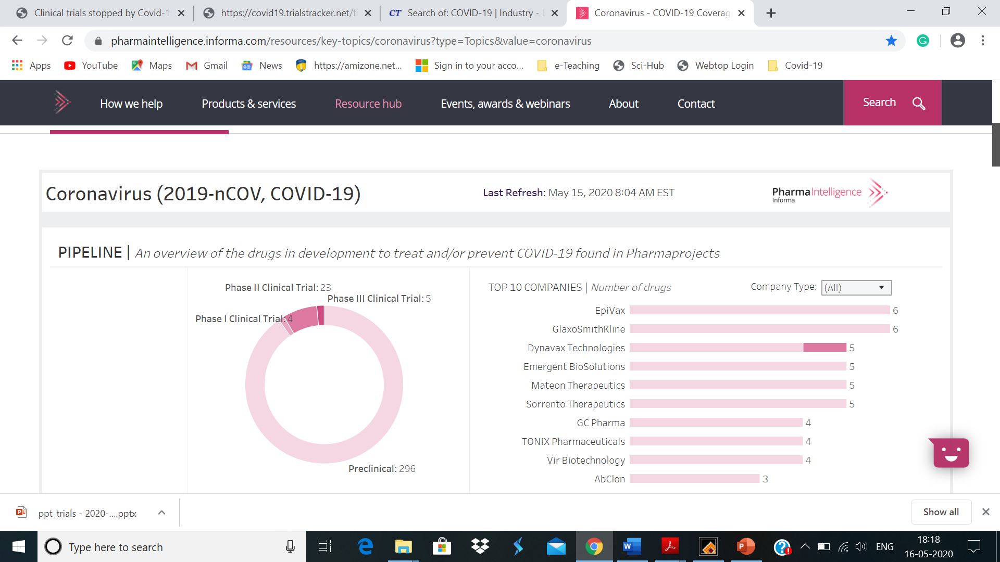 Clinical trials stopped by Covid-1
https://covid19.trialstracker.net/f
CT Search of: COVID-19 | Industry -
Coronavirus - COVID-19 Coverag
pharmaintelligence.informa.com/resources/key-topics/coronavirus?type=Topics&value=coronavirus
G
Apps YouTube Maps Gmail News https://amizone.net... Sign in to your acco... e-Teaching Sci-Hub Webtop Login Covid-19
How we help Products & services Resource hub Events, awards & webinars About Contact Search
Coronavirus (2019-nCOV, COVID-19)
Last Refresh: May 15, 2020 8:04 AM EST
PharmaIntelligence
Informa
PIPELINE | An overview of the drugs in development to treat and/or prevent COVID-19 found in Pharmaprojects
Phase II Clinical Trial: 23
Phase III Clinical Trial: 5
Phase I Clinical Trial: 4
Preclinical: 296
TOP 10 COMPANIES | Number of drugs
Company Type: (All)
EpiVax 6
GlaxoSmithKline 6
Dynavax Technologies 5
Emergent BioSolutions 5
Mateon Therapeutics 5
Sorrento Therapeutics 5
GC Pharma 4
TONIX Pharmaceuticals 4
Vir Biotechnology 4
AbClon 3
ppt_trials - 2020-....pptx
Show all
Type here to search
ENG
18:18
16-05-2020